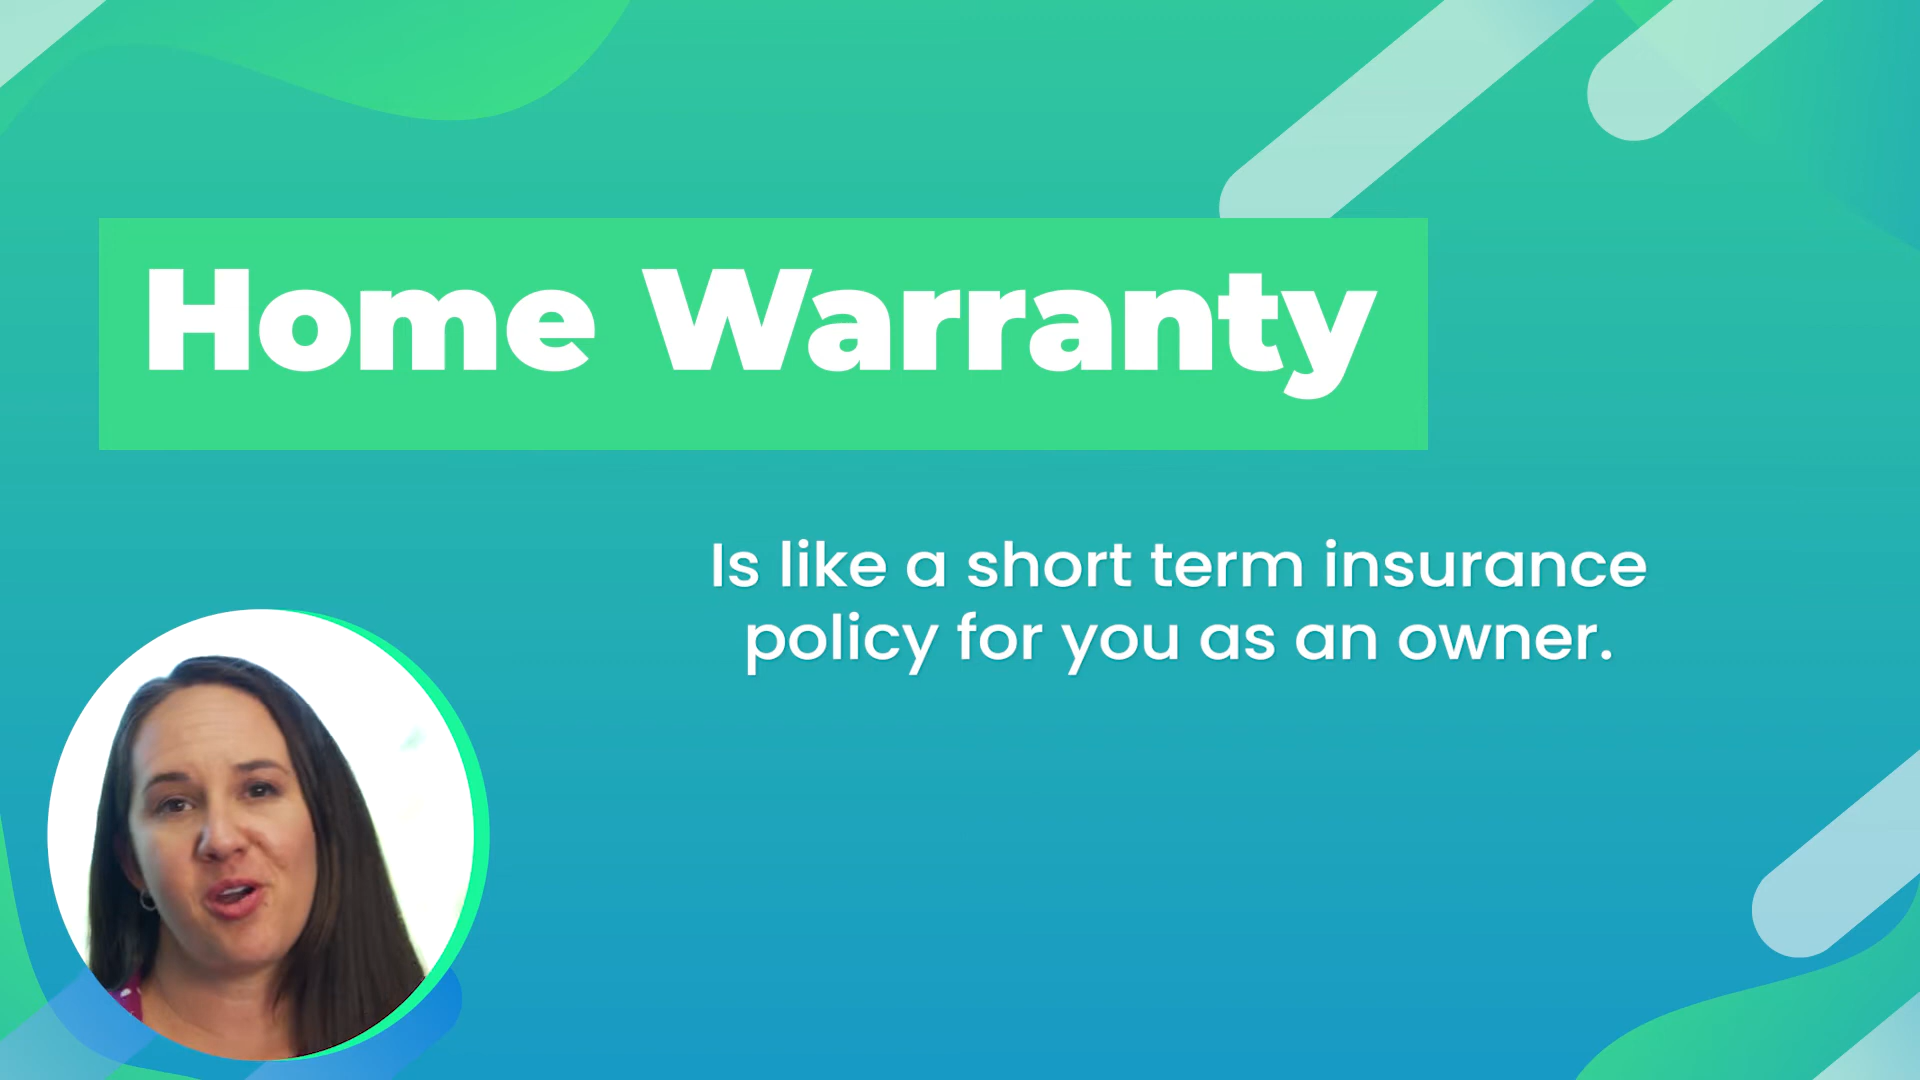 Home Warranty
Is like a short term insurance
policy for you as an owner.